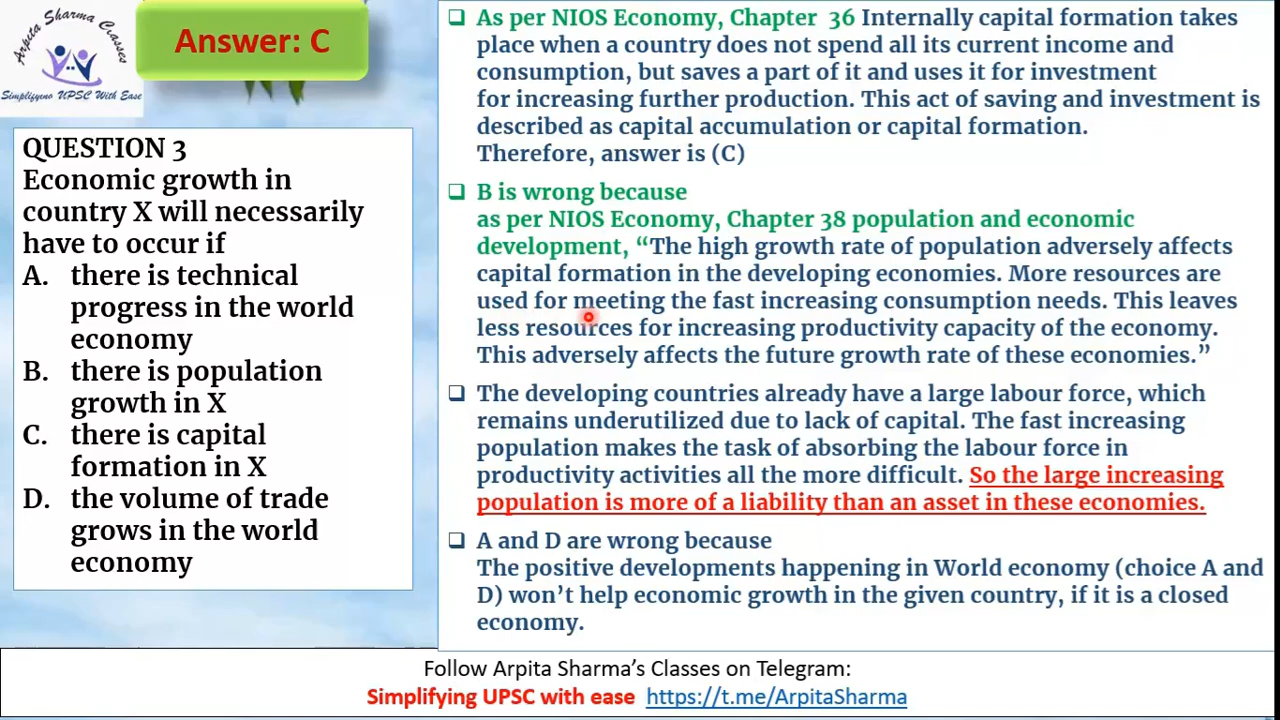 Arpita Sharma Classes
Simplifying UPSC With Ease
Answer: C
QUESTION 3
Economic growth in
country X will necessarily
have to occur if
A. there is technical
progress in the world
economy
B. there is population
growth in X
C. there is capital
formation in X
D. the volume of trade
grows in the world
economy
❑ As per NIOS Economy, Chapter 36 Internally capital formation takes
place when a country does not spend all its current income and
consumption, but saves a part of it and uses it for investment
for increasing further production. This act of saving and investment is
described as capital accumulation or capital formation.
Therefore, answer is (C)
❑ B is wrong because
as per NIOS Economy, Chapter 38 population and economic
development, “The high growth rate of population adversely affects
capital formation in the developing economies. More resources are
used for meeting the fast increasing consumption needs. This leaves
less resources for increasing productivity capacity of the economy.
This adversely affects the future growth rate of these economies.”
❑ The developing countries already have a large labour force, which
remains underutilized due to lack of capital. The fast increasing
population makes the task of absorbing the labour force in
productivity activities all the more difficult. So the large increasing
population is more of a liability than an asset in these economies.
❑ A and D are wrong because
The positive developments happening in World economy (choice A and
D) won’t help economic growth in the given country, if it is a closed
economy.
Follow Arpita Sharma’s Classes on Telegram:
Simplifying UPSC with ease https://t.me/ArpitaSharma